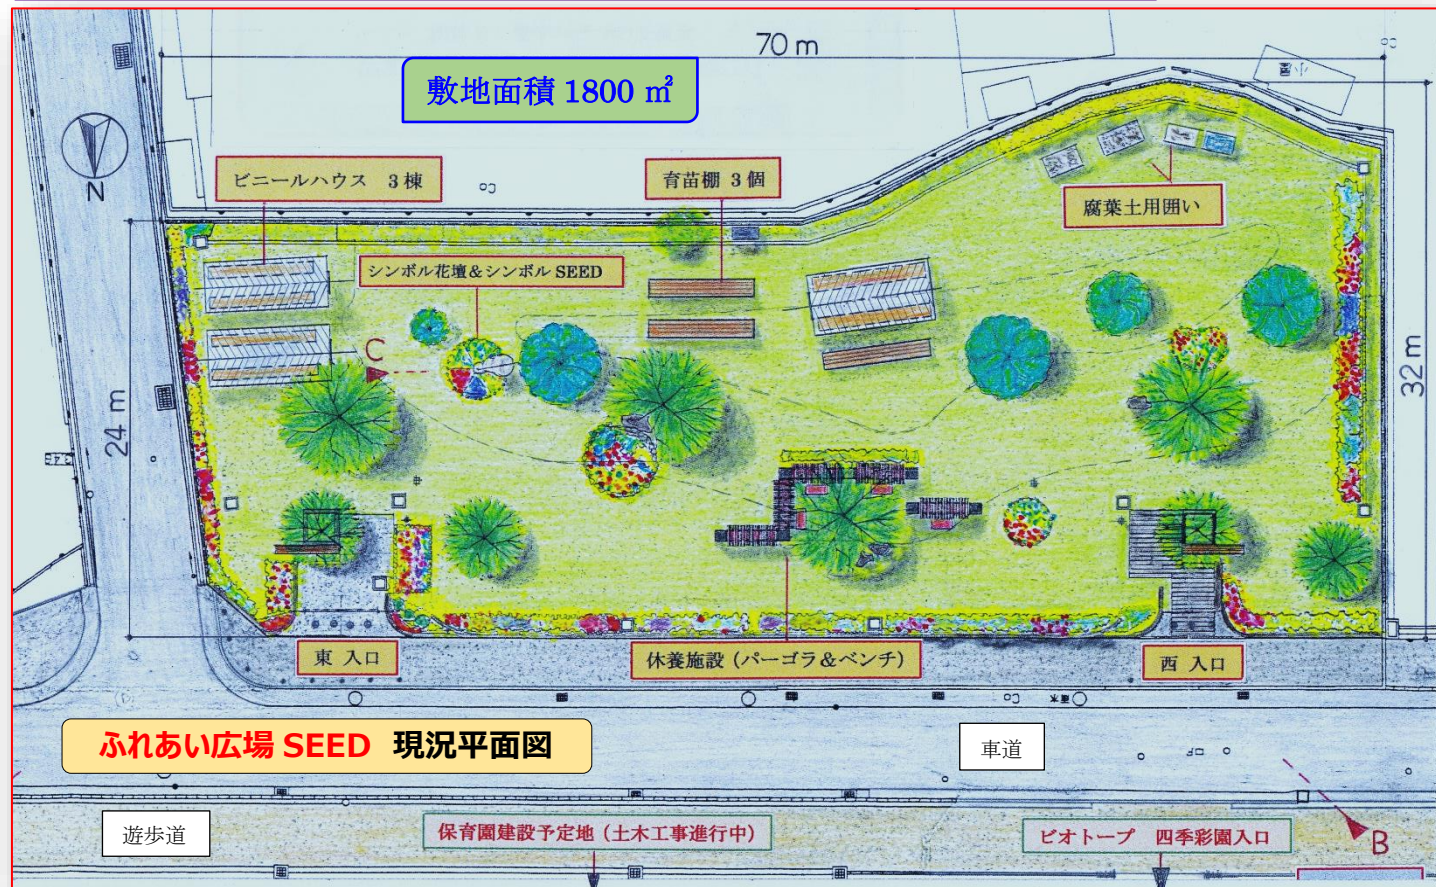 70 m
敷地面積 1800 ㎡
小園
N
ビニールハウス 3棟
育苗棚 3個
腐葉土用囲い
シンボル花壇＆シンボル SEED
C
24 m
32 m
東 入口
休養施設（パーゴラ＆ベンチ）
西 入口
ふれあい広場 SEED 現況平面図
車道
遊歩道
保育園建設予定地（土木工事進行中）
ビオトープ 四季彩園入口
B